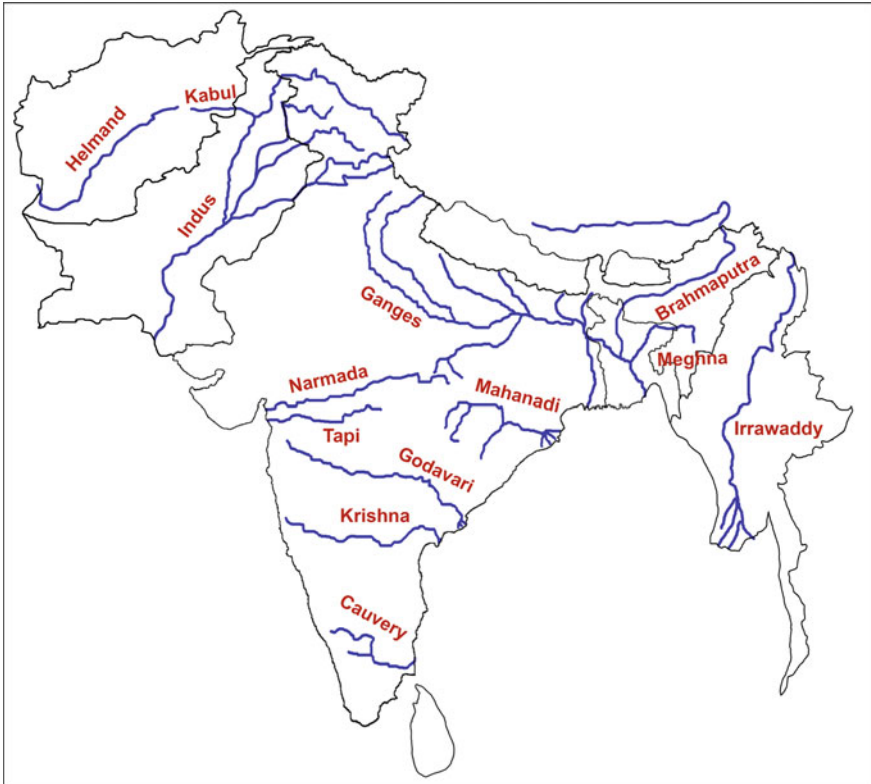 Kabul
Helmand
Indus
Ganges
Brahmaputra
Meghna
Narmada
Mahanadi
Tapi
Irrawaddy
Godavari
Krishna
Cauvery